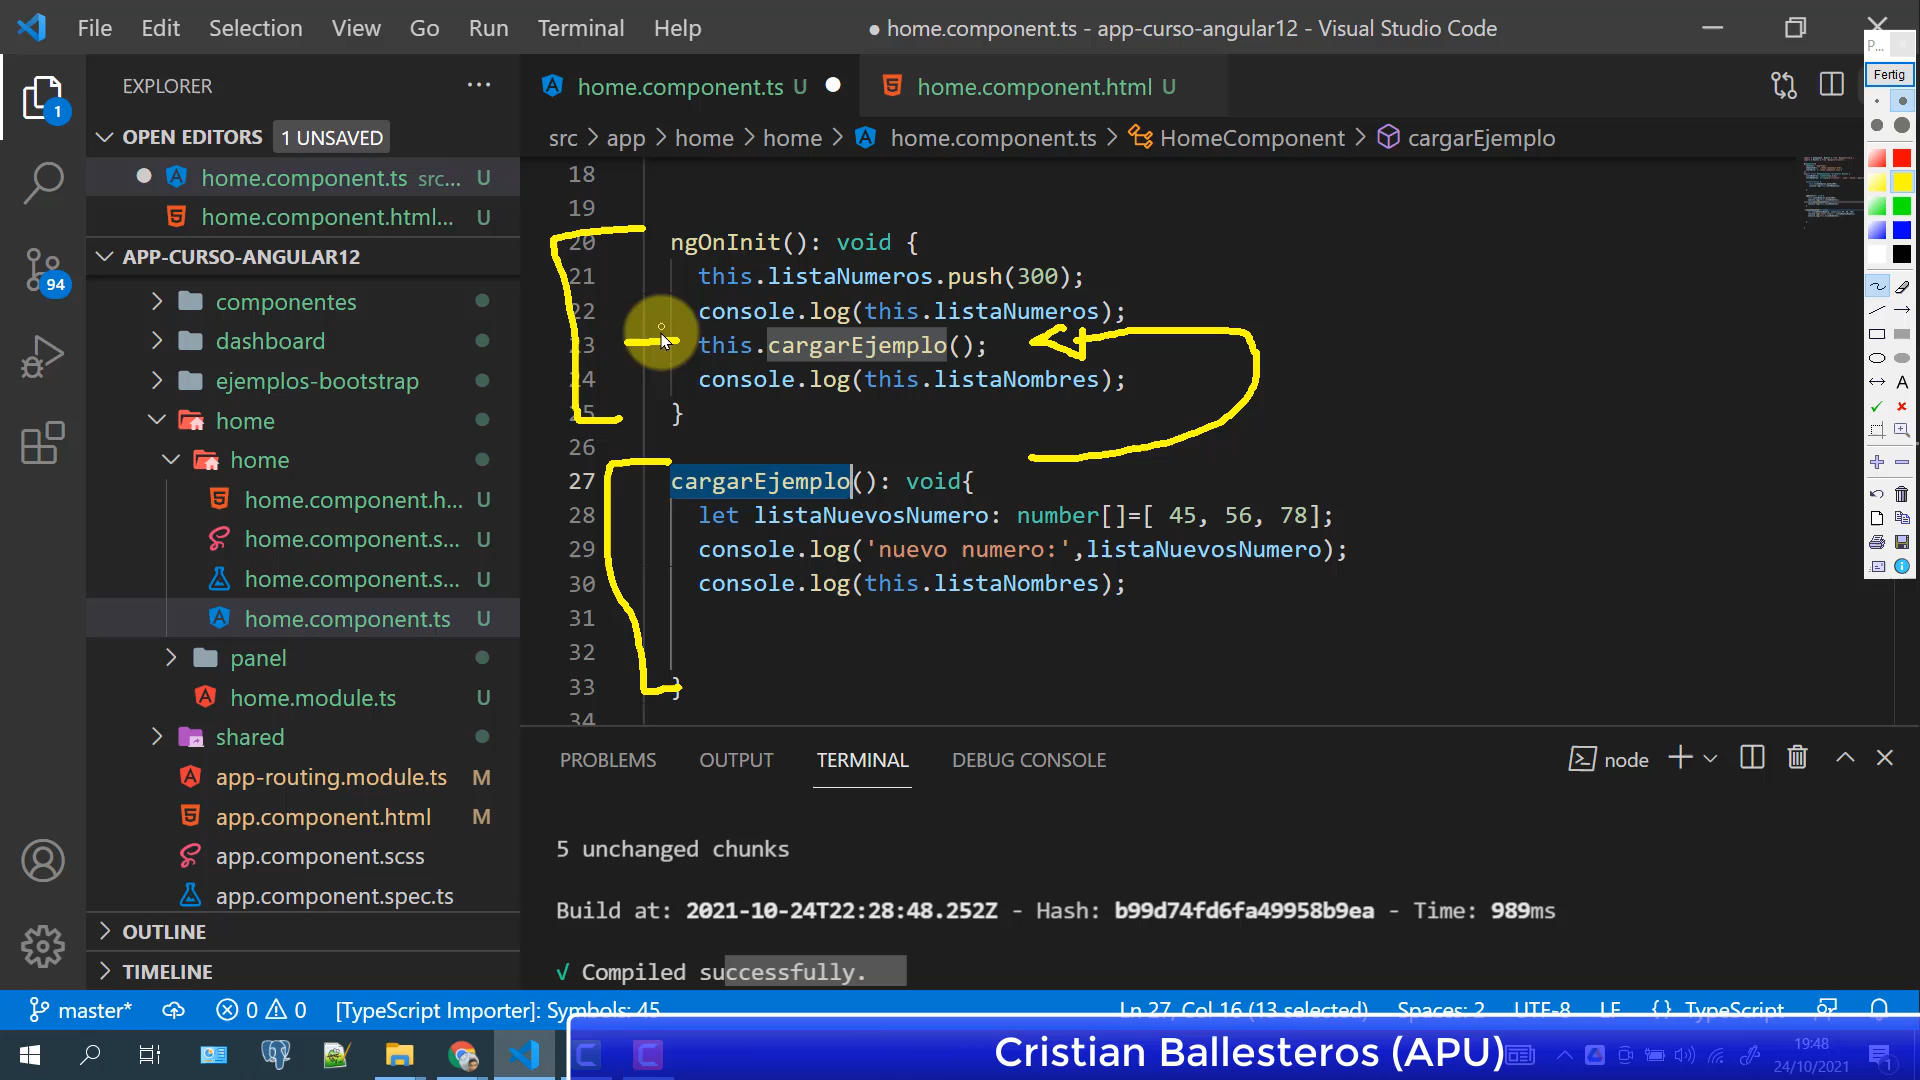 File Edit Selection View Go Run Terminal Help
● home.component.ts - app-curso-angular12 - Visual Studio Code
P...
Fertig
EXPLORER
OPEN EDITORS 1 UNSAVED
home.component.ts src... U
home.component.html... U
APP-CURSO-ANGULAR12
componentes
dashboard
ejemplos-bootstrap
home
home
home.component.h... U
home.component.s... U
home.component.s... U
home.component.ts U
panel
home.module.ts U
shared
app-routing.module.ts M
app.component.html M
app.component.scss
app.component.spec.ts
OUTLINE
TIMELINE
1
94
home.component.ts U
home.component.html U
src > app > home > home > home.component.ts > HomeComponent > cargarEjemplo
18
19
20 ngOnInit(): void {
21 this.listaNumeros.push(300);
22 console.log(this.listaNumeros);
23 this.cargarEjemplo();
24 console.log(this.listaNombres);
25 }
26
27 cargarEjemplo(): void{
28 let listaNuevosNumero: number[]=[ 45, 56, 78];
29 console.log('nuevo numero:',listaNuevosNumero);
30 console.log(this.listaNombres);
31
32
33 }
34
PROBLEMS OUTPUT TERMINAL DEBUG CONSOLE
node
5 unchanged chunks
Build at: 2021-10-24T22:28:48.252Z - Hash: b99d74fd6fa49958b9ea - Time: 989ms
√ Compiled successfully.
master* 0 0 [TypeScript Importer]: Symbols: 45 Ln 27, Col 16 (13 selected) Spaces: 2 UTF-8 LF {} TypeScript
Cristian Ballesteros (APU)
19:48
24/10/2021
1